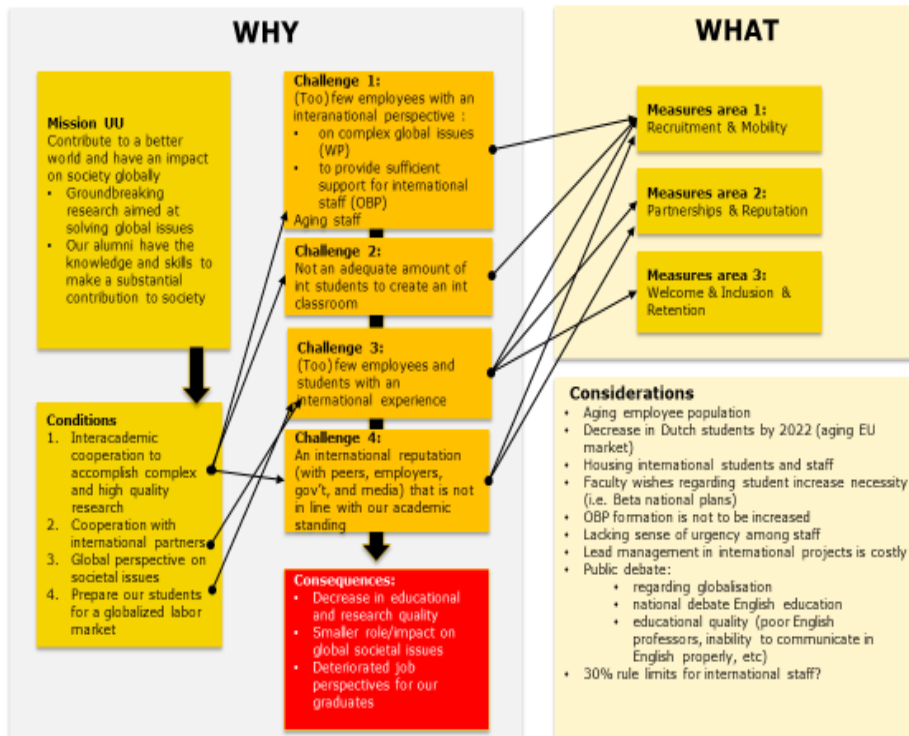 WHY
Mission UU
Contribute to a better
world and have an impact
on society globally
• Groundbreaking
research aimed at
solving global issues
• Our alumni have the
knowledge and skills to
make a substantial
contribution to society
Conditions
1. Interacademic
cooperation to
accomplish complex
and high quality
research
2. Cooperation with
international partners
3. Global perspective on
societal issues
4. Prepare our students
for a globalized labor
market
Challenge 1:
(Too) few employees with an
interanational perspective :
• on complex global issues
(WP)
• to provide sufficient
support for international
staff (OBP)
Aging staff
Challenge 2:
Not an adequate amount of
int students to create an int
classroom
Challenge 3:
(Too) few employees and
students with an
international experience
Challenge 4:
An international reputation
(with peers, employers,
gov't, and media) that is not
in line with our academic
standing
Consequences:
• Decrease in educational
and research quality
• Smaller role/impact on
global societal issues
• Deteriorated job
perspectives for our
graduates
WHAT
Measures area 1:
Recruitment & Mobility
Measures area 2:
Partnerships & Reputation
Measures area 3:
Welcome & Inclusion &
Retention
Considerations
• Aging employee population
• Decrease in Dutch students by 2022 (aging EU
market)
• Housing international students and staff
• Faculty wishes regarding student increase necessity
(i.e. Beta national plans)
• OBP formation is not to be increased
• Lacking sense of urgency among staff
• Lead management in international projects is costly
• Public debate:
• regarding globalisation
• national debate English education
• educational quality (poor English
professors, inability to communicate in
English properly, etc)
• 30% rule limits for international staff?